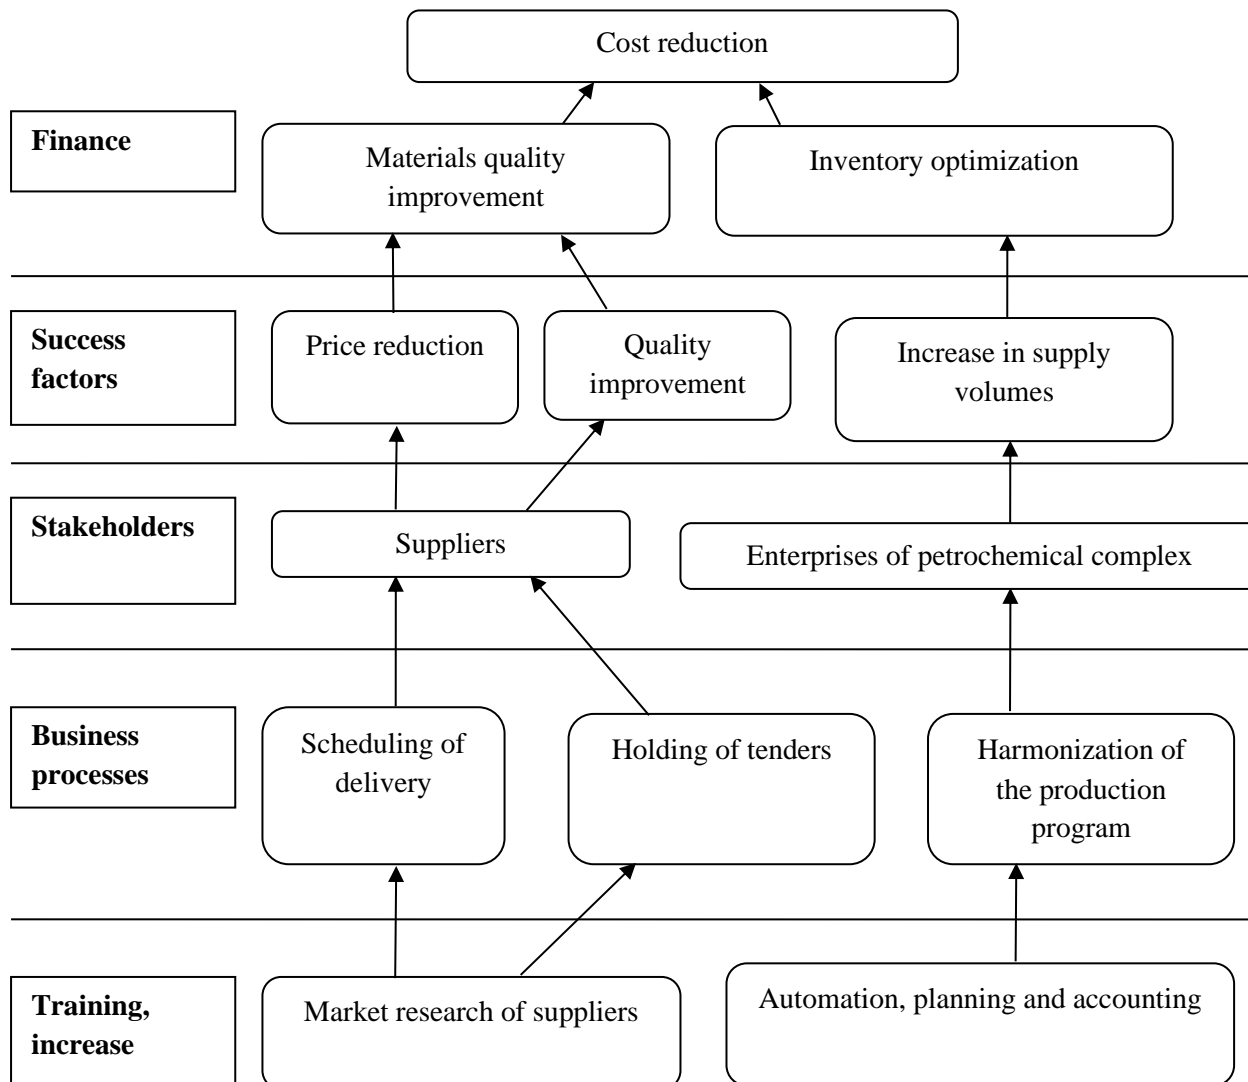 Cost reduction
Finance
Materials quality
improvement
Inventory optimization
Success
factors
Price reduction
Quality
improvement
Increase in supply
volumes
Stakeholders
Suppliers
Enterprises of petrochemical complex
Business
processes
Scheduling of
delivery
Holding of tenders
Harmonization of
the production
program
Training,
increase
Market research of suppliers
Automation, planning and accounting